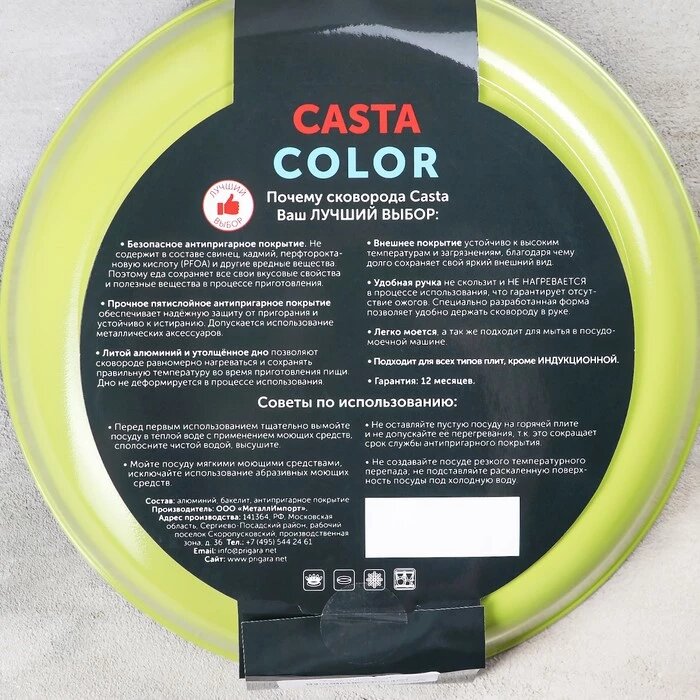 CASTA
COLOR
ЛУЧШИЙ
ВЫБОР
Почему сковорода Casta
Ваш ЛУЧШИЙ ВЫБОР:
• Безопасное антипригарное покрытие. Не
содержит в составе свинец, кадмий, перфторокта-
новую кислоту (PFOA) и другие вредные вещества.
Поэтому еда сохраняет все свои вкусовые свойства
и полезные вещества в процессе приготовления.
• Прочное пятислойное антипригарное покрытие
обеспечивает надёжную защиту от пригорания и
устойчиво к истиранию. Допускается использование
металлических аксессуаров.
• Литой алюминий и утолщённое дно позволяют
сковороде равномерно нагреваться и сохранять
правильную температуру во время приготовления пищи.
Дно не деформируется в процессе использования.
• Внешнее покрытие устойчиво к высоким
температурам и загрязнениям, благодаря чему
долго сохраняет свой яркий внешний вид.
• Удобная ручка не скользит и НЕ НАГРЕВАЕТСЯ
в процессе использования, что гарантирует отсут-
ствие ожогов. Специально разработанная форма
позволяет удобно держать сковороду в руке.
• Легко моется, а так же подходит для мытья в посудо-
моечной машине.
• Подходит для всех типов плит, кроме ИНДУКЦИОННОЙ.
• Гарантия: 12 месяцев.
Советы по использованию:
• Перед первым использованием тщательно вымойте
посуду в теплой воде с применением моющих средств,
сполосните чистой водой, высушите.
• Мойте посуду мягкими моющими средствами,
исключайте использование абразивных моющих
средств.
• Не оставляйте пустую посуду на горячей плите
и не допускайте ее перегревания, т.к. это сокращает
срок службы антипригарного покрытия.
• Не создавайте посуде резкого температурного
перепада, не подставляйте раскаленную поверх-
ность посуды под холодную воду.
Состав: алюминий, бакелит, антипригарное покрытие
Производитель: ООО «МеталлИмпорт».
Адрес производства: 141364, РФ, Московская
область, Сергиево-Посадский район, рабочий
поселок Скоропусковский, производственная
зона, д. 36 Тел.: +7 (495) 544 24 61
Email: info@prigara.net
Сайт: www.prigara.net